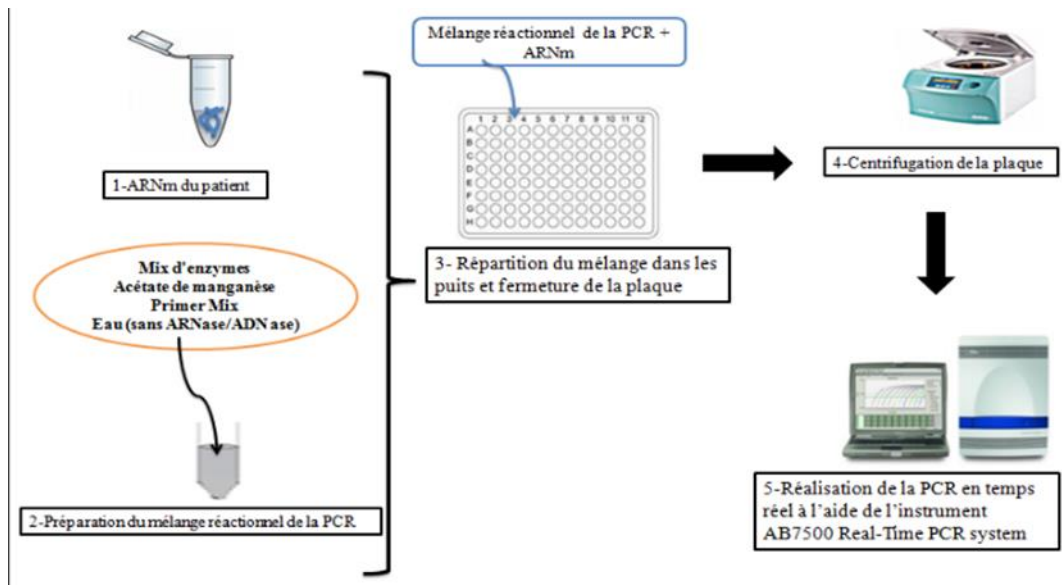 1-ARNm du patient
Mix d'enzymes
Acétate de manganèse
Primer Mix
Eau (sans ARNase/ADNase)
2-Préparation du mélange réactionnel de la PCR
Mélange réactionnel de la PCR +
ARNm
1 2 3 4 5 6 7 8 9 10 11 12
A
B
C
D
E
F
G
H
3- Répartition du mélange dans les
puits et fermeture de la plaque
4-Centrifugation de la plaque
5-Réalisation de la PCR en temps
réel à l'aide de l'instrument
AB7500 Real-Time PCR system